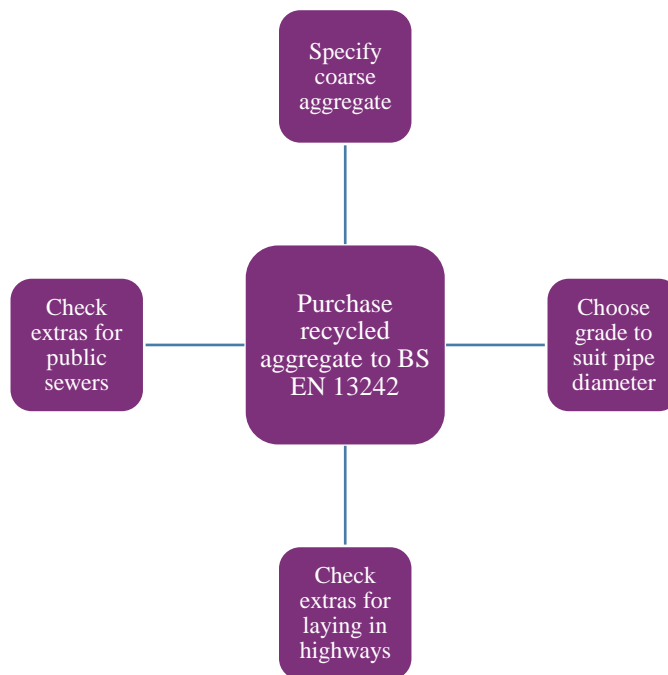 Specify
coarse
aggregate
Check
extras for
public
sewers
Purchase
recycled
aggregate to BS
EN 13242
Choose
grade to
suit pipe
diameter
Check
extras for
laying in
highways